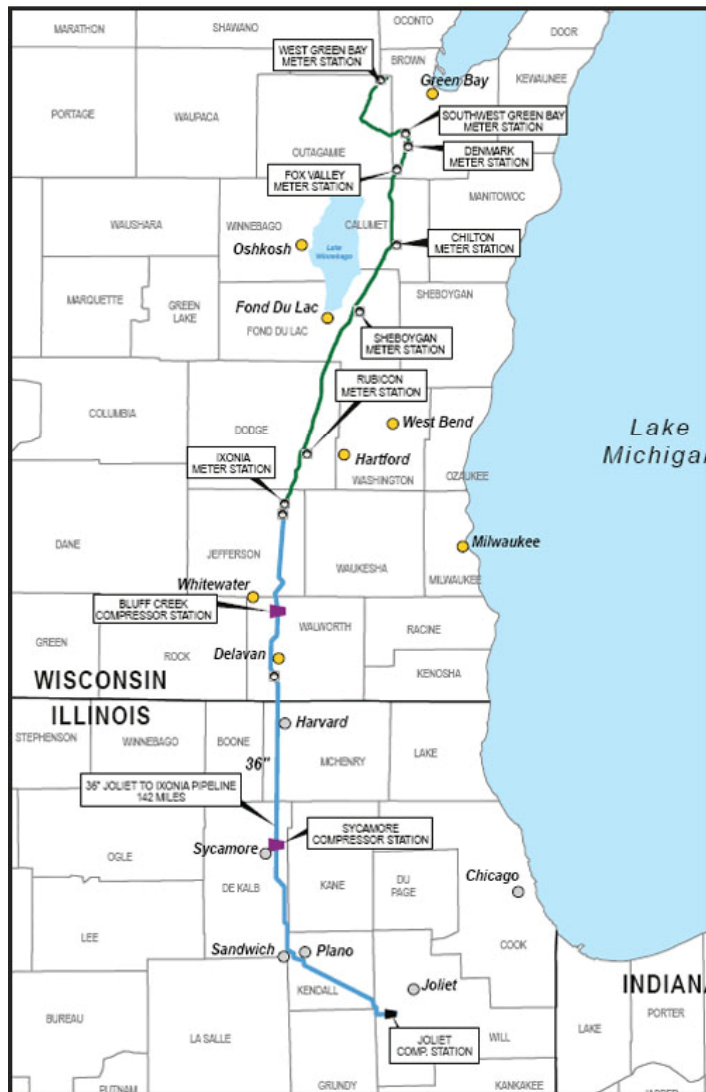 MARATHON
SHAWANO
OCONTO
DOOR
WEST GREEN BAY
METER STATION
BROWN
Green Bay
KEWAUNEE
PORTAGE
WAUPACA
SOUTHWEST GREEN BAY
METER STATION
OUTAGAMIE
DENMARK
METER STATION
FOX VALLEY
METER STATION
MANITOWOC
WAUSHARA
WINNEBAGO
CALUMET
Oshkosh
Lake
Winnebago
CHILTON
METER STATION
MARQUETTE
GREEN
LAKE
Fond Du Lac
FOND DU LAC
SHEBOYGAN
SHEBOYGAN
METER STATION
RUBICON
METER STATION
COLUMBIA
DODGE
West Bend
Lake
Michigan
IXONIA
METER STATION
Hartford
WASHINGTON
OZAUKEE
DANE
JEFFERSON
WAUKESHA
Milwaukee
MILWAUKEE
Whitewater
BLUFF CREEK
COMPRESSOR STATION
GREEN
ROCK
WALWORTH
RACINE
Delavan
KENOSHA
WISCONSIN
ILLINOIS
STEPHENSON
WINNEBAGO
BOONE
Harvard
36"
MCHENRY
LAKE
36" JOLIET TO IXONIA PIPELINE
142 MILES
OGLE
Sycamore
SYCAMORE
COMPRESSOR STATION
DE KALB
KANE
DU
PAGE
Chicago
LEE
COOK
Sandwich
Plano
KENDALL
Joliet
INDIANA
BUREAU
LA SALLE
JOLIET
COMP. STATION
WILL
LAKE
PORTER
PUTNAM
GRUNDY
KANKAKEE